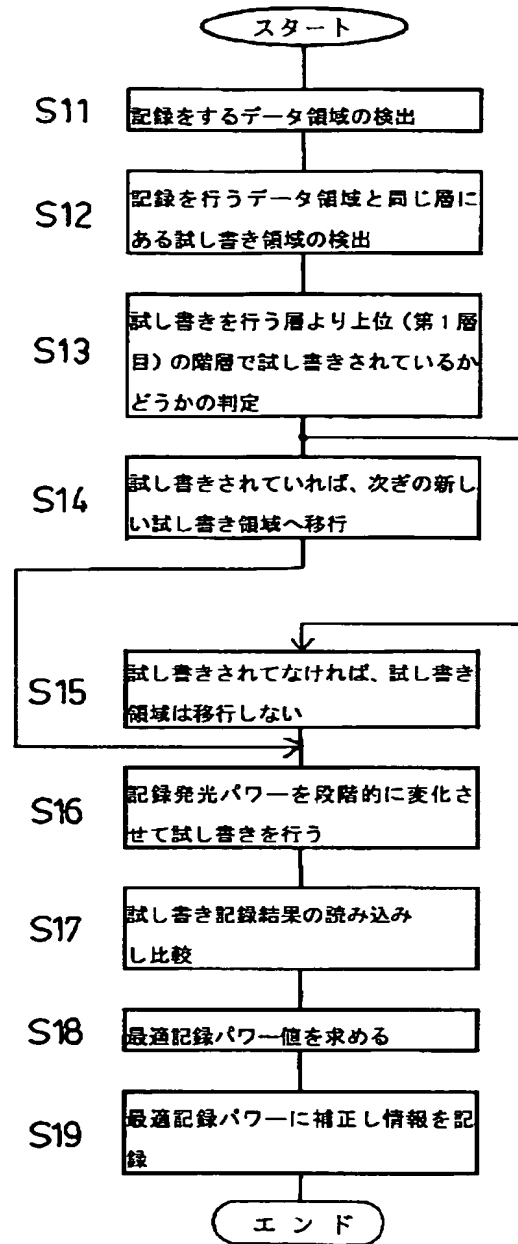 スタート
S11
記録をするデータ領域の検出
S12
記録を行うデータ領域と同じ層に
ある試し書き領域の検出
S13
試し書きを行う層より上位（第1層
目）の階層で試し書きされているか
どうかの判定
S14
試し書きされていれば、次ぎの新し
い試し書き領域へ移行
S15
試し書きされてなければ、試し書き
領域は移行しない
S16
記録発光パワーを段階的に変化さ
せて試し書きを行う
S17
試し書き記録結果の読み込み
し比較
S18
最適記録パワー値を求める
S19
最適記録パワーに補正し情報を記
録
エンド